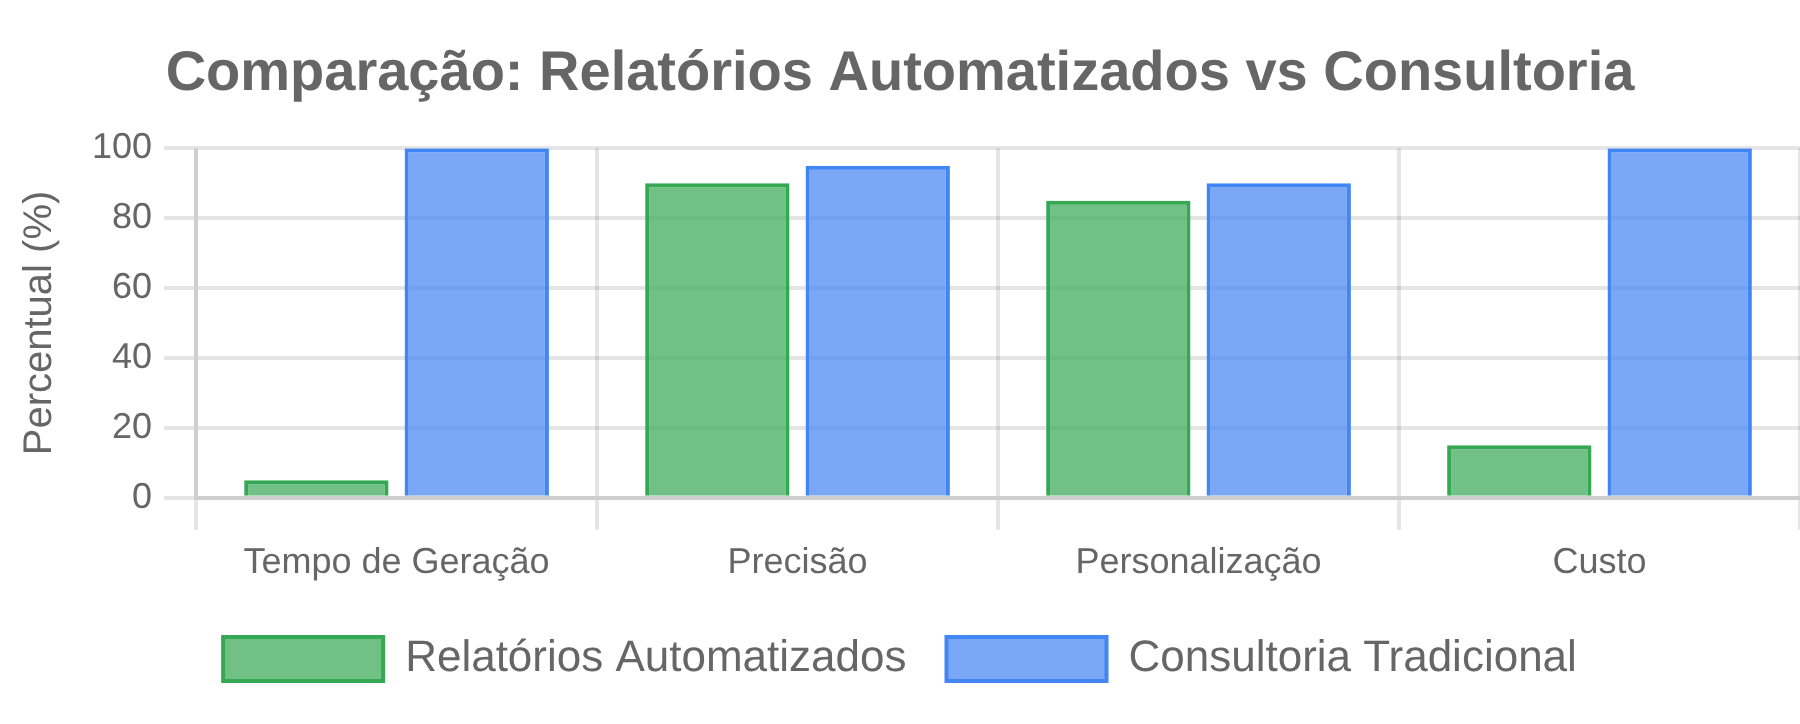 Comparação: Relatórios Automatizados vs Consultoria
Percentual (%)
100
80
60
40
20
0
Tempo de Geração
Precisão
Personalização
Custo
Relatórios Automatizados
Consultoria Tradicional